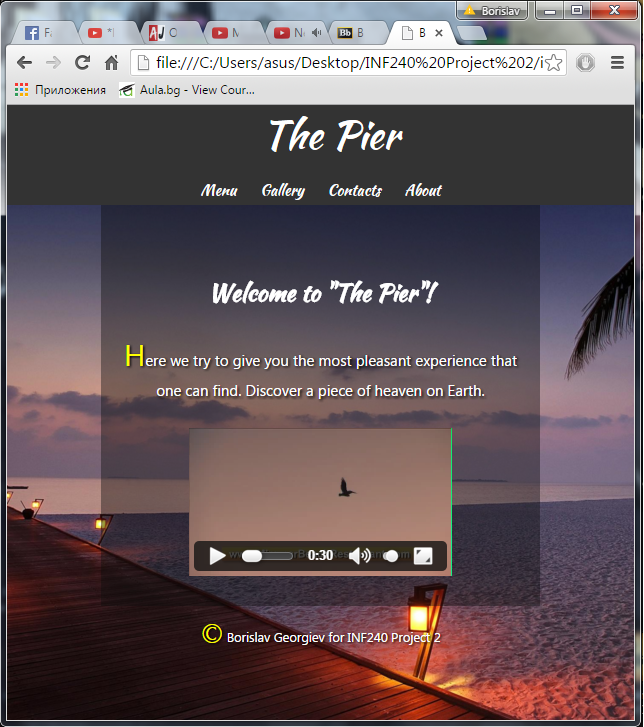 Borislav
file:///C:/Users/asus/Desktop/INF240%20Project%202/i
Приложения
Aula.bg - View Cour...
The Pier
Menu Gallery Contacts About
Welcome to "The Pier"!
Here we try to give you the most pleasant experience that
one can find. Discover a piece of heaven on Earth.
0:30
© Borislav Georgiev for INF240 Project 2